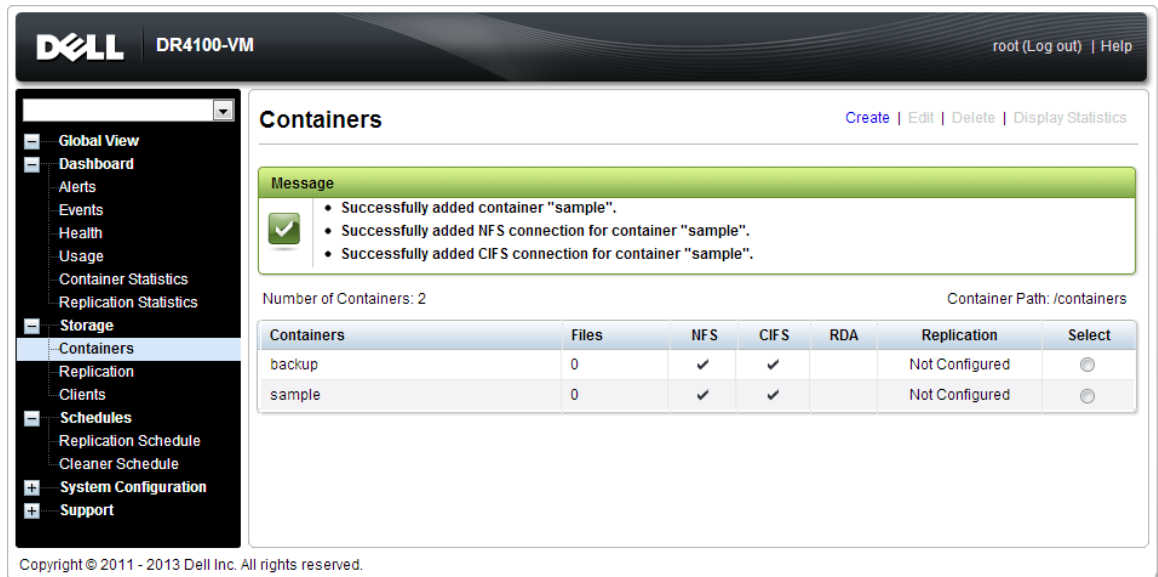 DELL DR4100-VM root (Log out) | Help
Containers Create | Edit | Delete | Display Statistics
Global View
Dashboard
Alerts
Events
Health
Usage
Container Statistics
Replication Statistics
Storage
Containers
Replication
Clients
Schedules
Replication Schedule
Cleaner Schedule
System Configuration
Support
Message
• Successfully added container "sample".
• Successfully added NFS connection for container "sample".
• Successfully added CIFS connection for container "sample".
Number of Containers: 2 Container Path: /containers
Containers Files NFS CIFS RDA Replication Select
backup 0 ✔ ✔ Not Configured
sample 0 ✔ ✔ Not Configured
Copyright © 2011 - 2013 Dell Inc. All rights reserved.